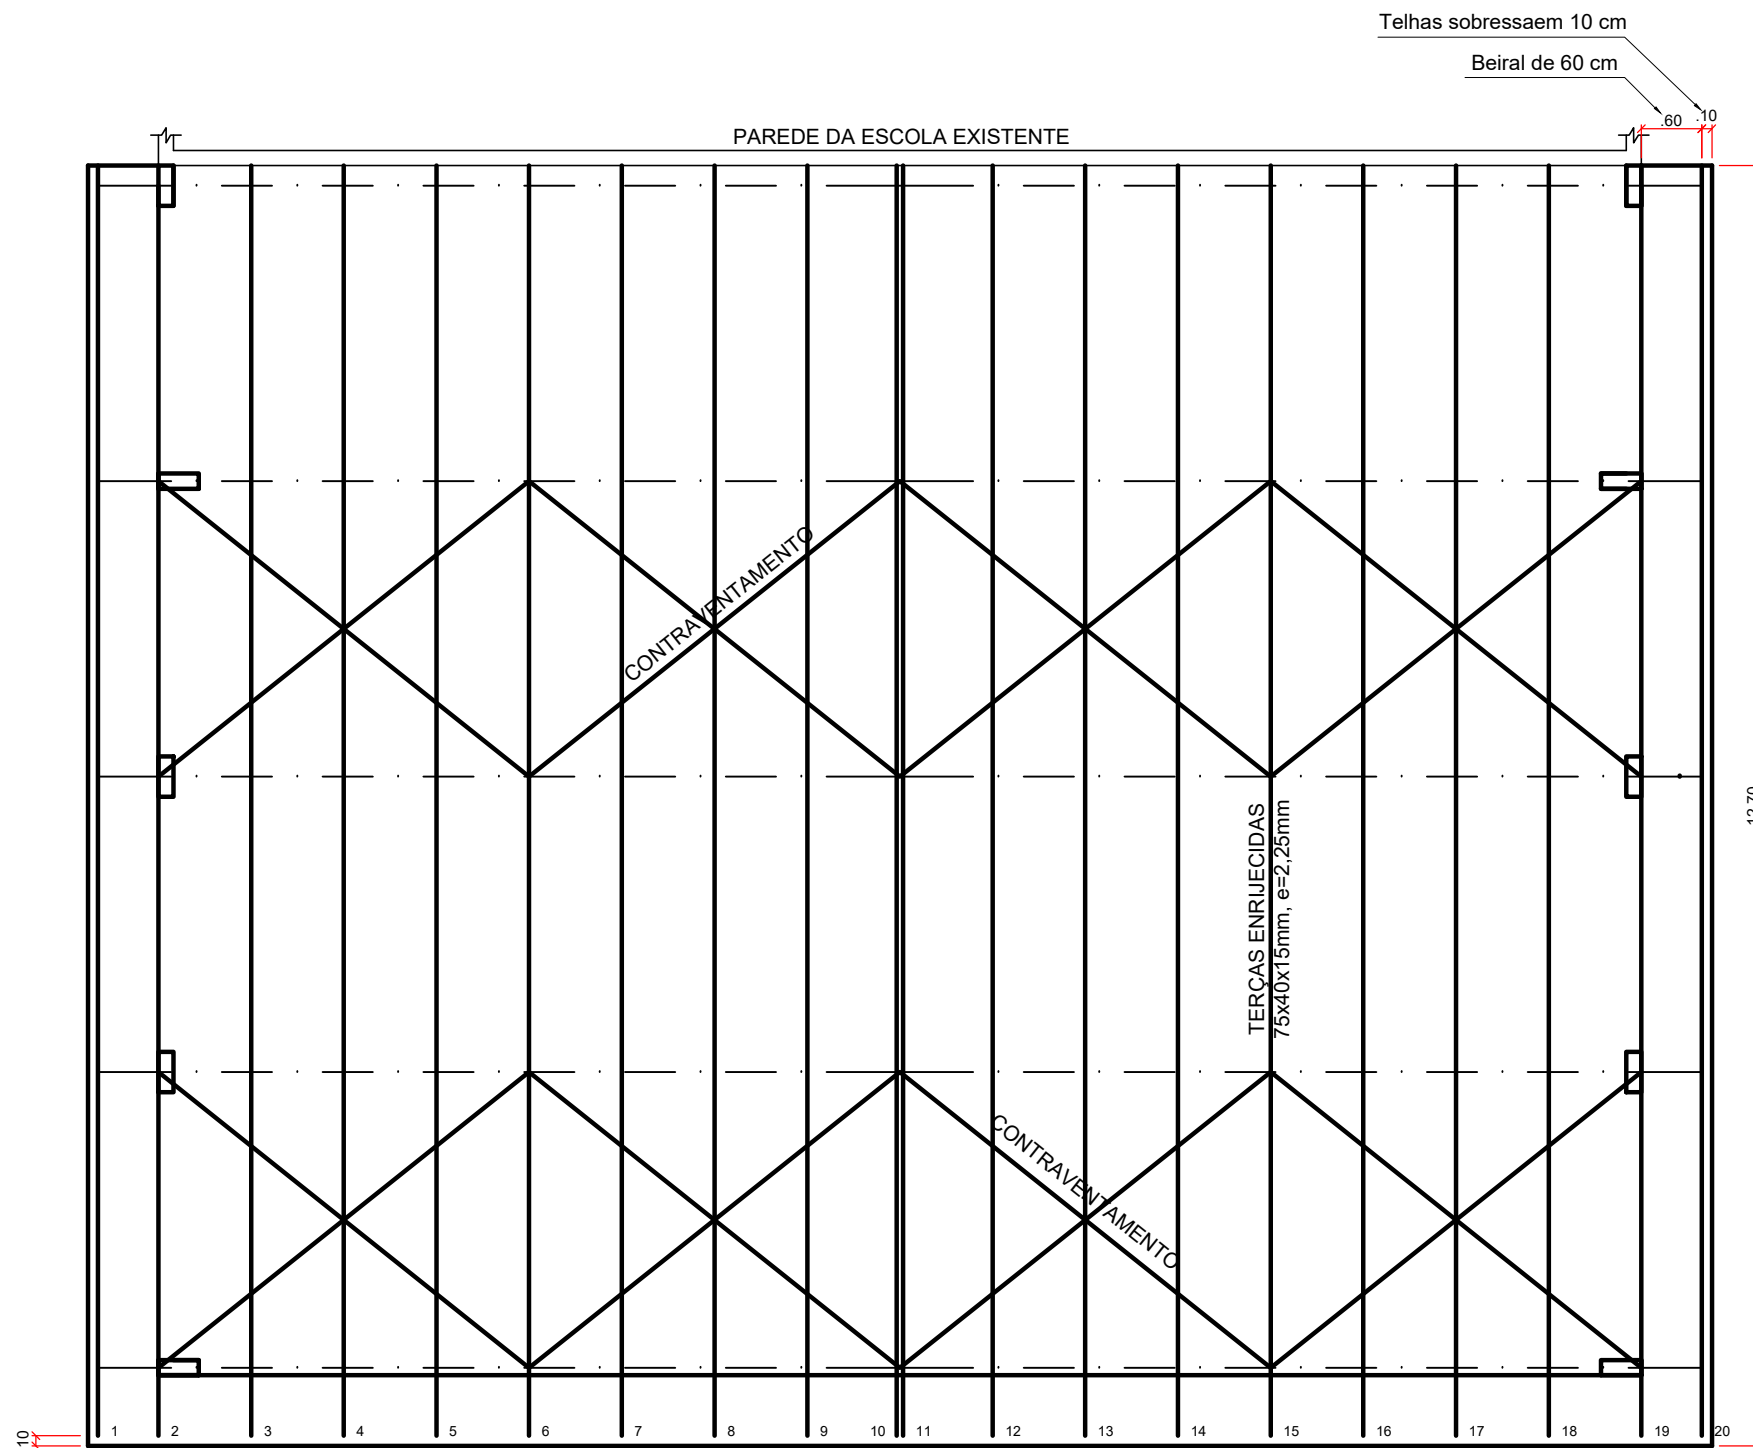 Telhas sobressaem 10 cm
Beiral de 60 cm
.60 .10
PAREDE DA ESCOLA EXISTENTE
CONTRAVENTAMENTO
TERÇAS ENRIJECIDAS
75x40x15mm, e=2,25mm
CONTRAVENTAMENTO
10
1 2 3 4 5 6 7 8 9 10 11 12 13 14 15 16 17 18 19 20